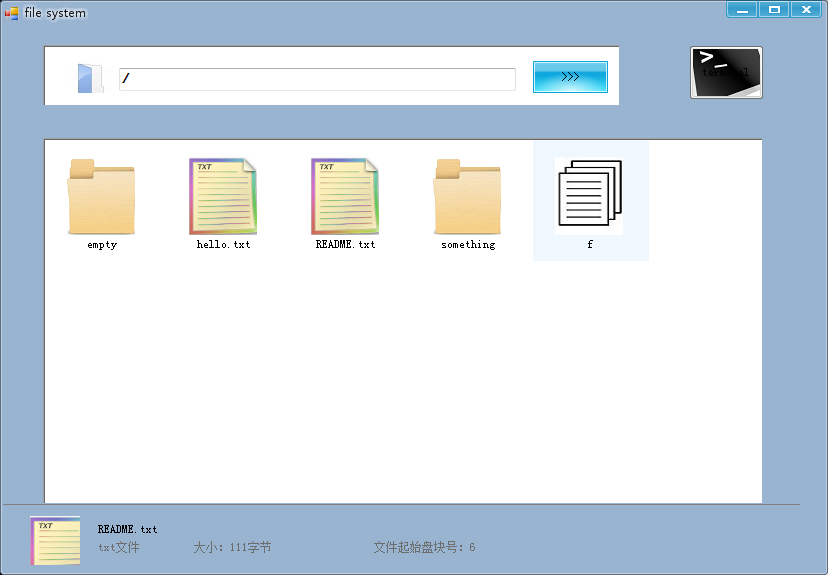 file system
/
>>>
>_
terminal
TXT
TXT
empty
hello.txt
README.txt
something
f
TXT
README.txt
txt文件
大小：111字节
文件起始盘块号：6